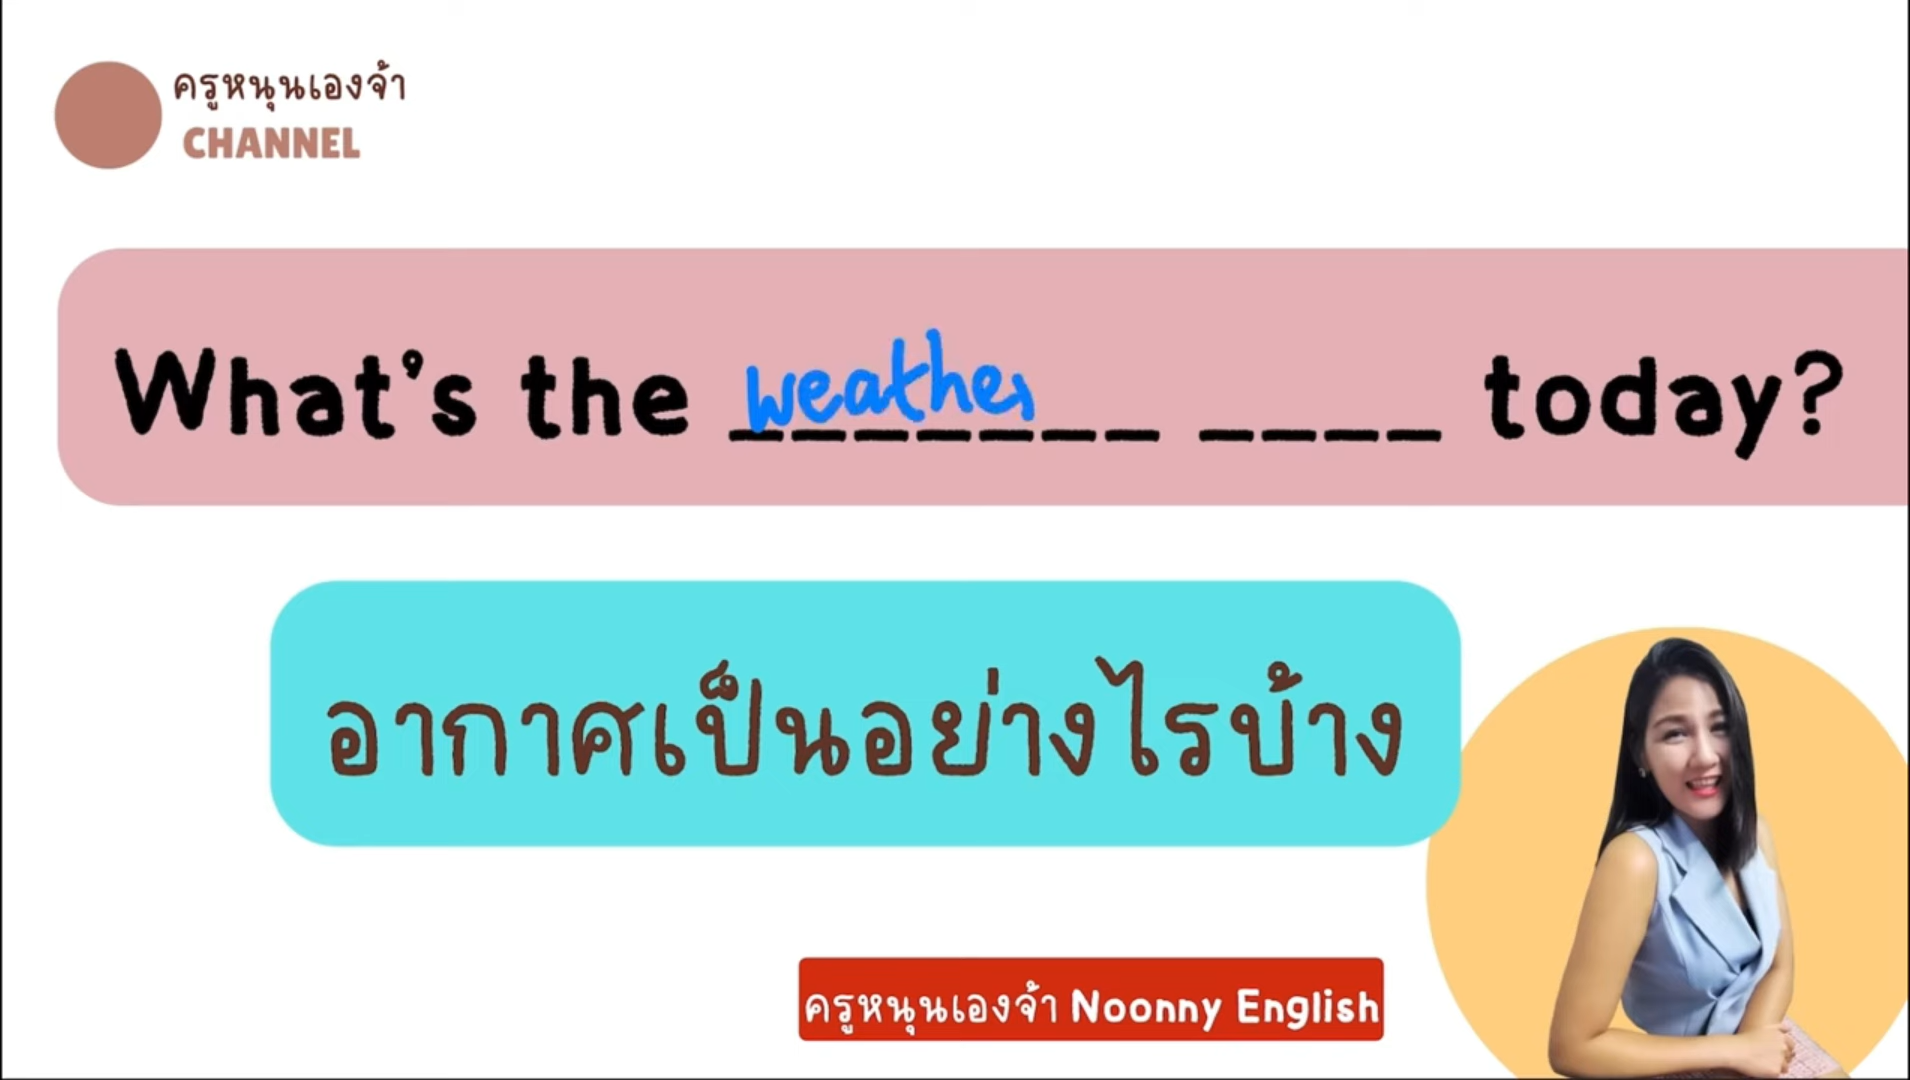 ครูหนุนเองจ้า
CHANNEL
What's the weather ____ today?
อากาศเป็นอย่างไรบ้าง
ครูหนุนเองจ้า Noonny English